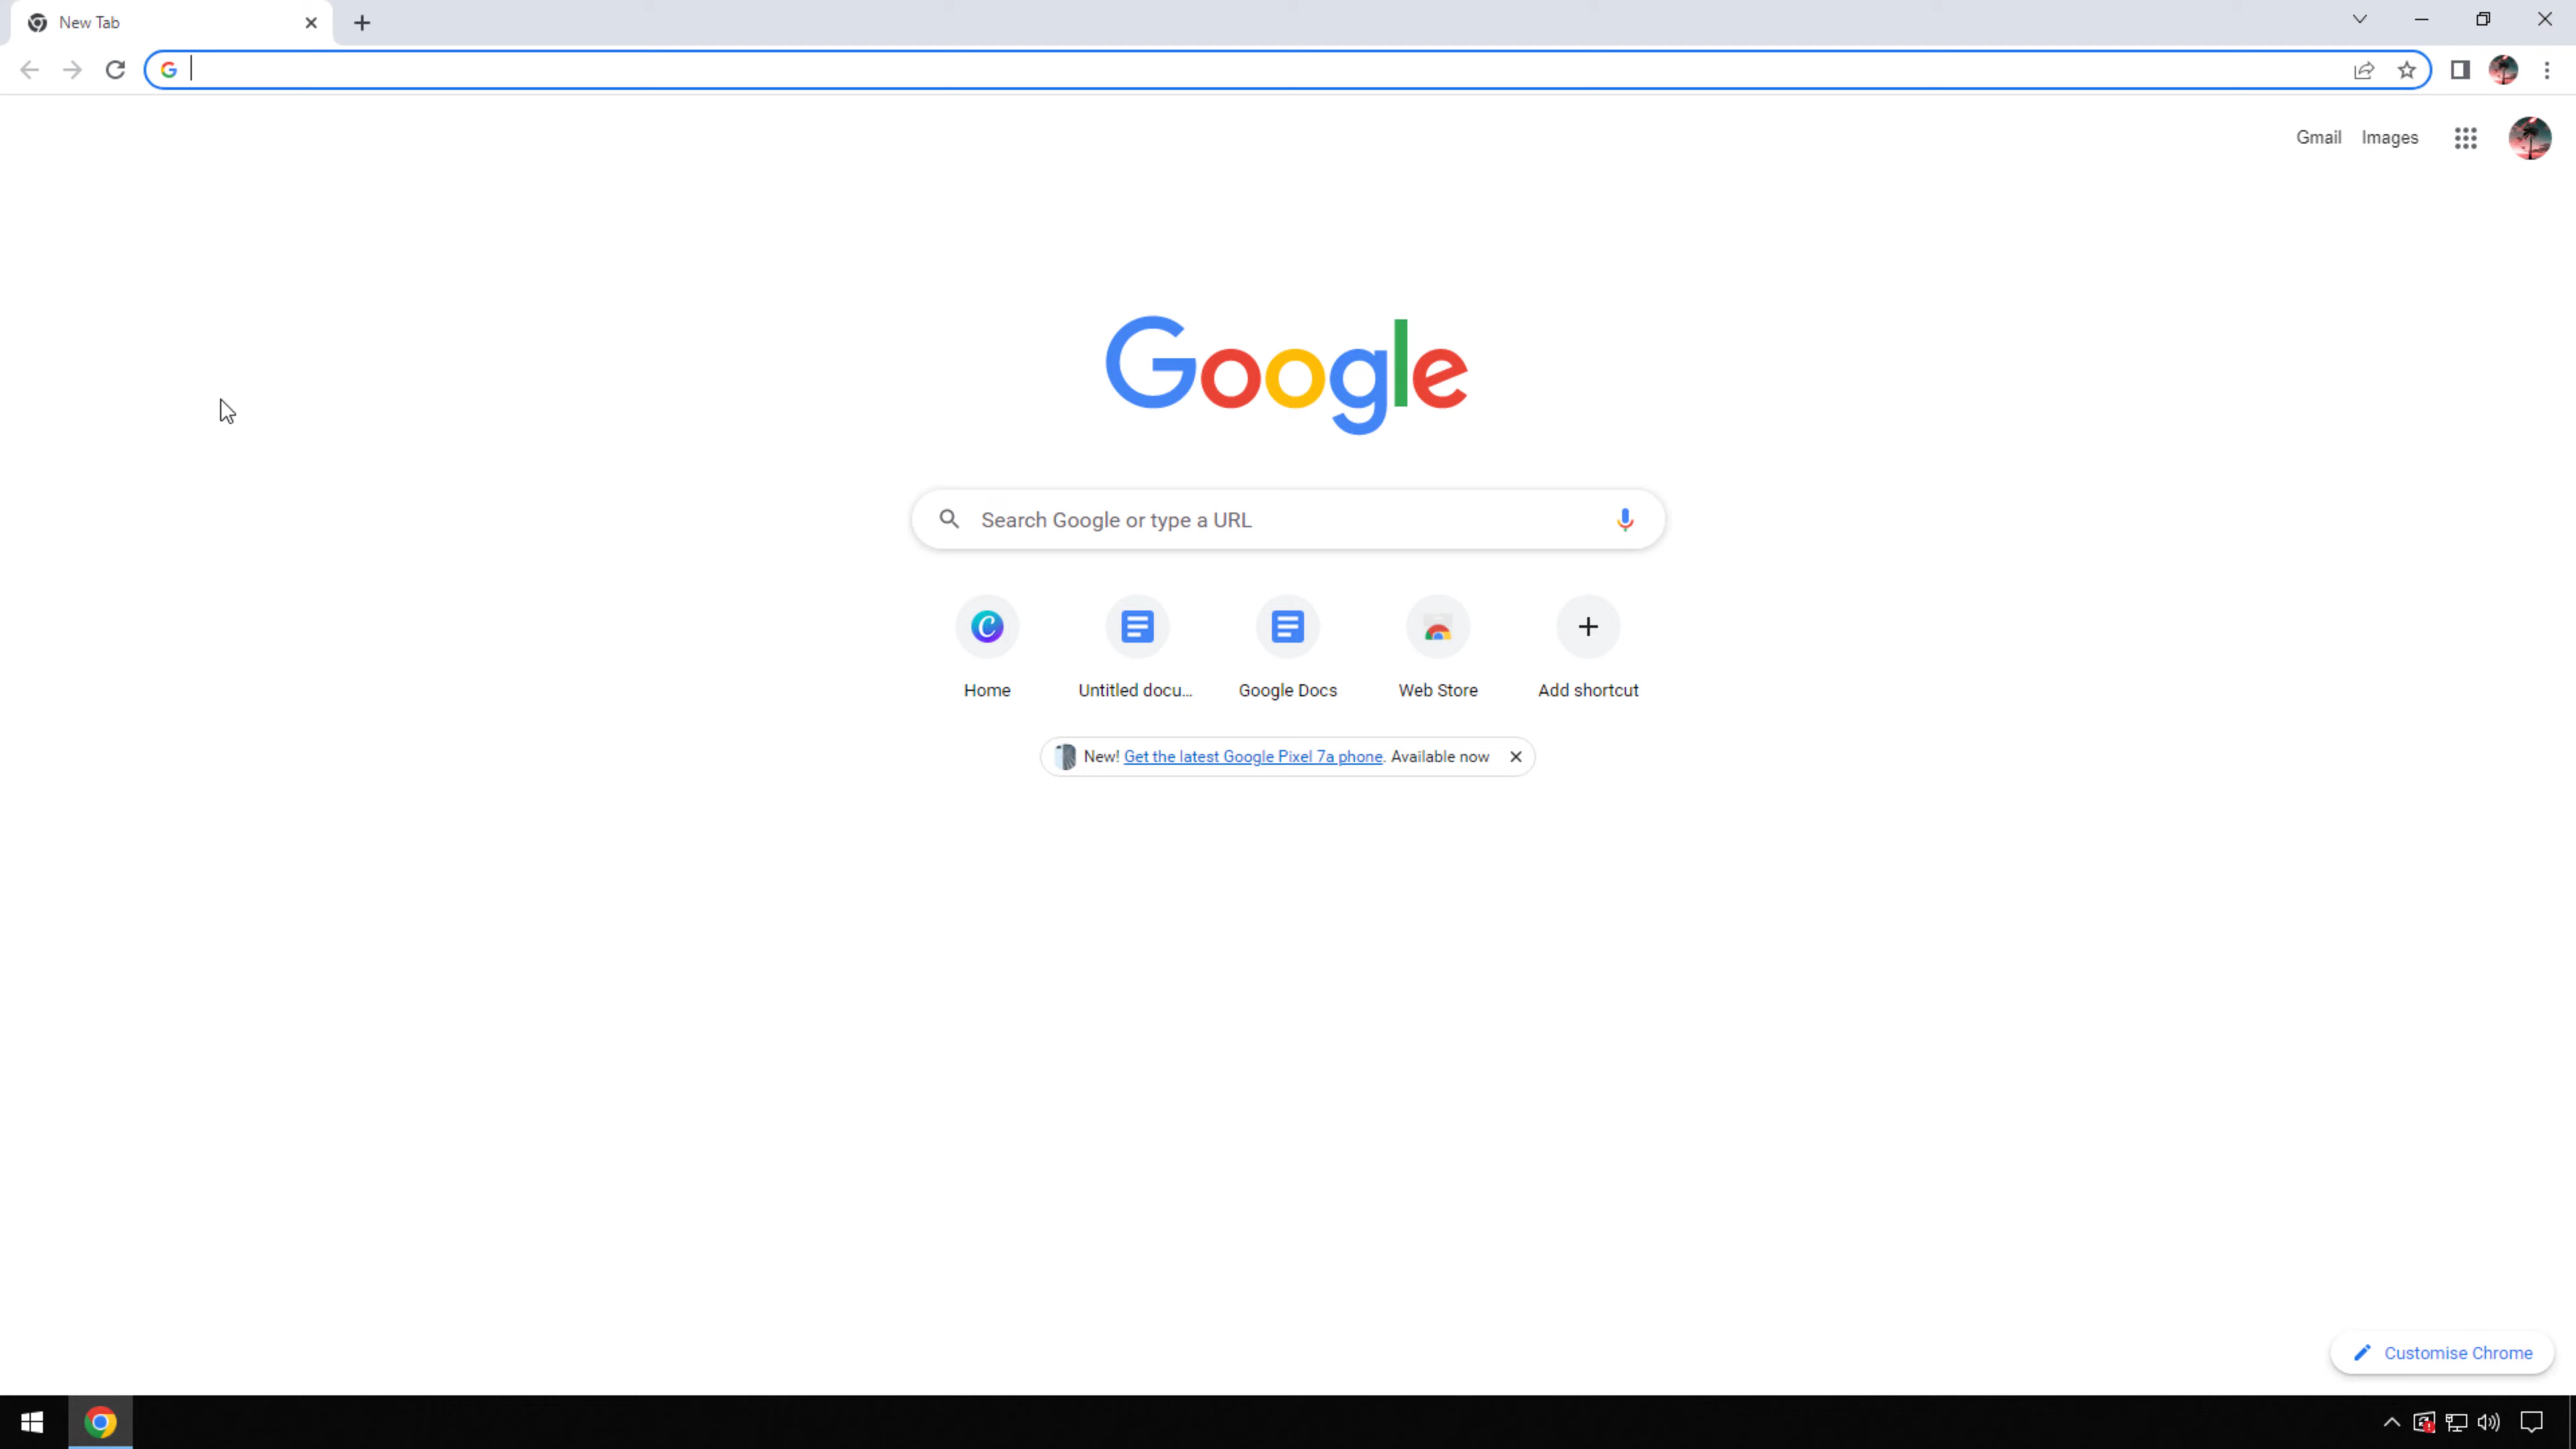 New Tab
Gmail Images
Google
Search Google or type a URL
Home Untitled docu... Google Docs Web Store Add shortcut
New! Get the latest Google Pixel 7a phone. Available now
Customise Chrome